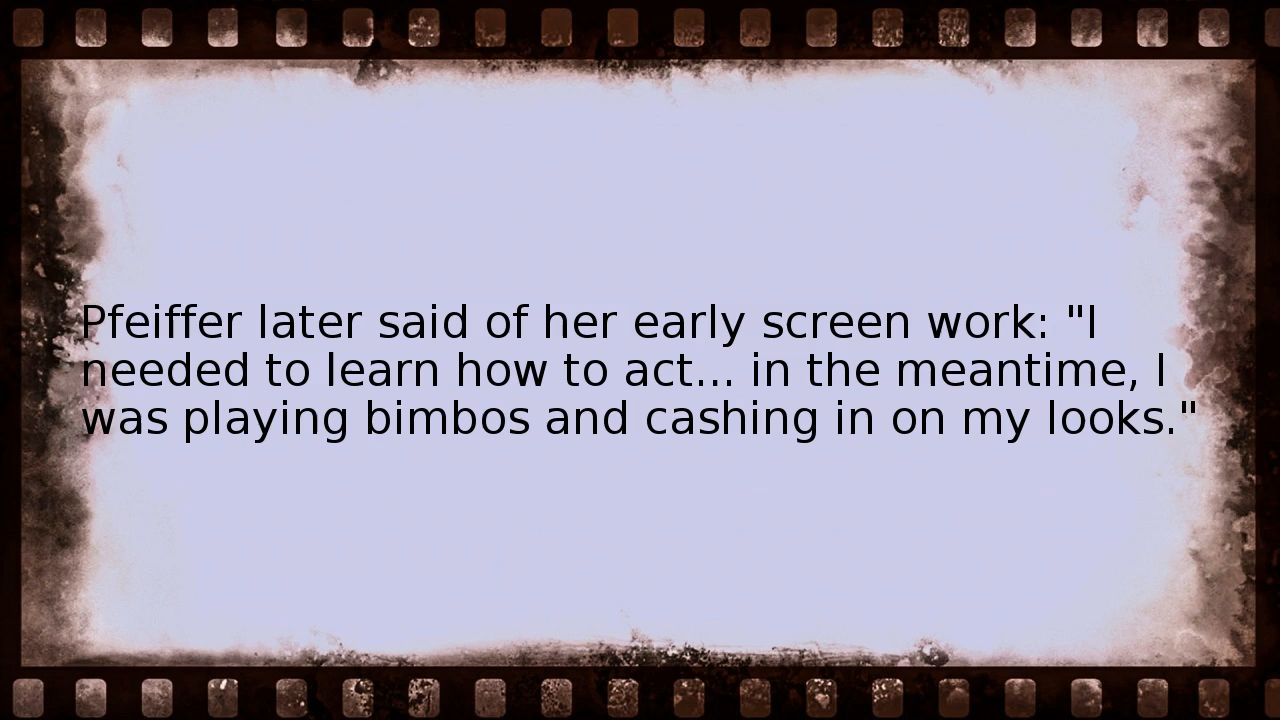 Pfeiffer later said of her early screen work: "I
needed to learn how to act... in the meantime, I
was playing bimbos and cashing in on my looks."